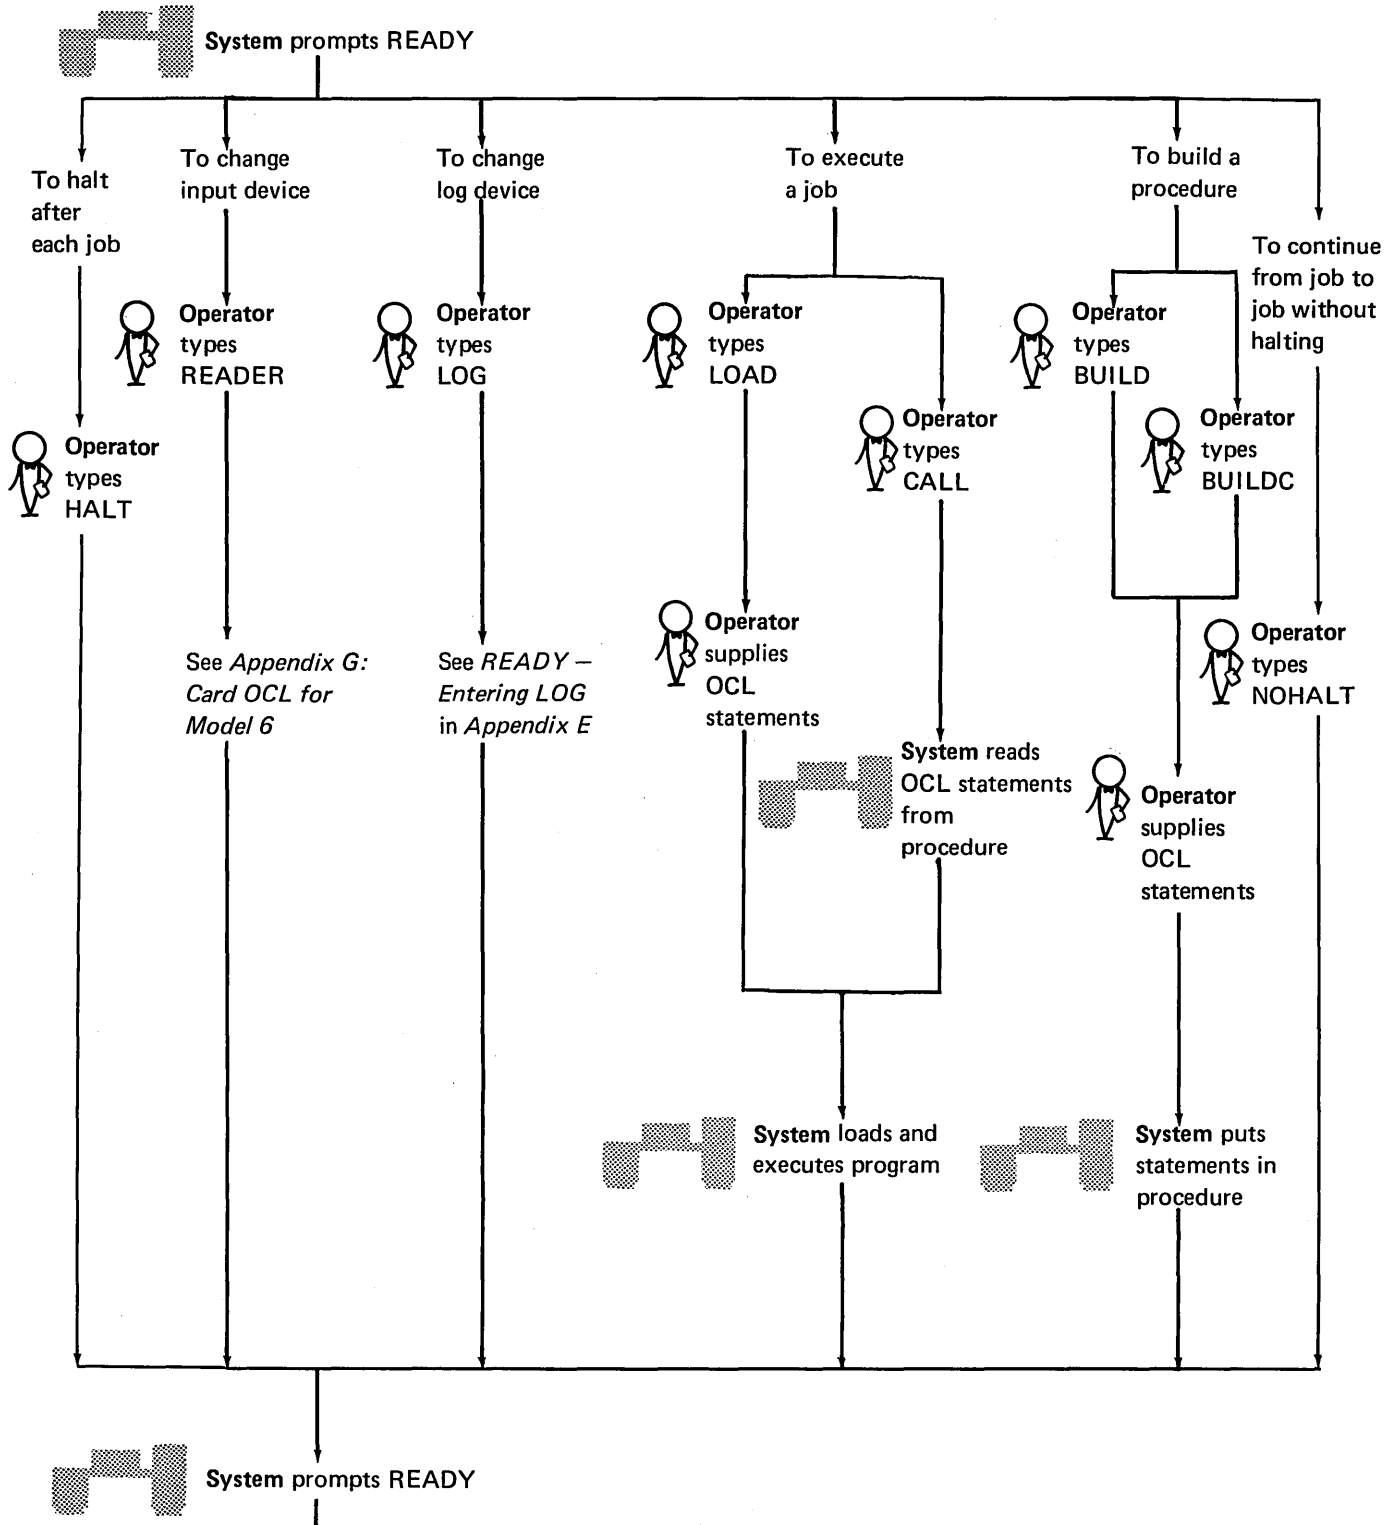 System prompts READY
To halt
after
each job
To change
input device
To change
log device
To execute
a job
To build a
procedure
To continue
from job to
job without
halting
Operator
types
HALT
Operator
types
READER
Operator
types
LOG
Operator
types
LOAD
Operator
types
CALL
Operator
types
BUILD
Operator
types
BUILDC
Operator
types
NOHALT
See Appendix G:
Card OCL for
Model 6
See READY –
Entering LOG
in Appendix E
Operator
supplies
OCL
statements
System reads
OCL statements
from
procedure
Operator
supplies
OCL
statements
System loads and
executes program
System puts
statements in
procedure
System prompts READY